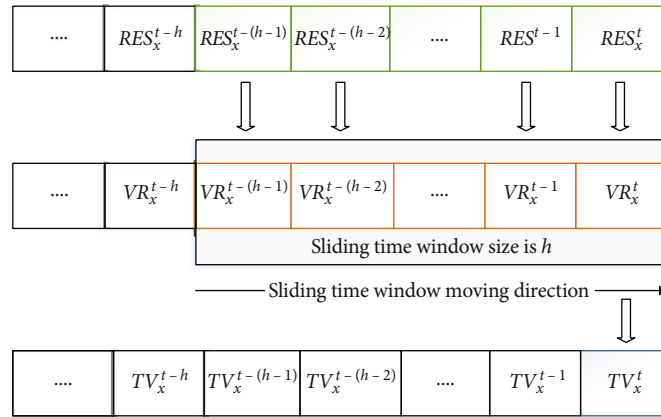 .... RES_x^{t-h} RES_x^{t-(h-1)} RES_x^{t-(h-2)} .... RES^{t-1} RES_x^t
.... VR_x^{t-h} VR_x^{t-(h-1)} VR_x^{t-(h-2)} .... VR_x^{t-1} VR_x^t
Sliding time window size is h
Sliding time window moving direction
.... TV_x^{t-h} TV_x^{t-(h-1)} TV_x^{t-(h-2)} .... TV_x^{t-1} TV_x^t